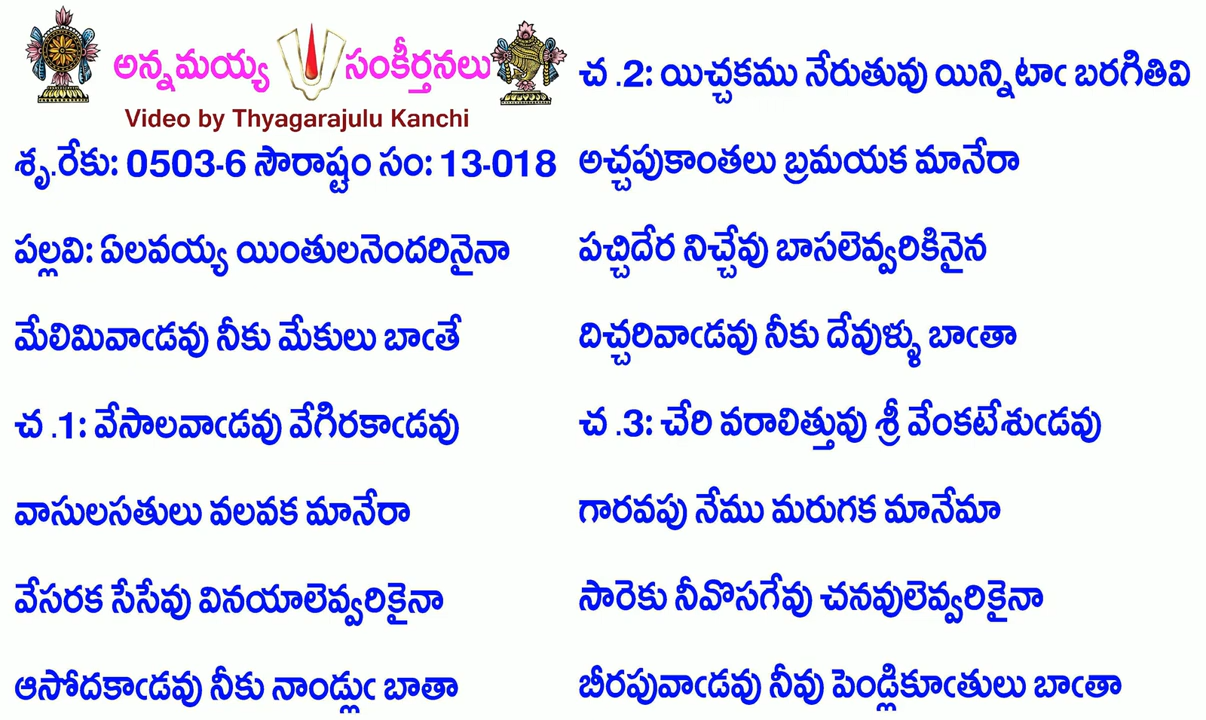 అన్నమయ్య సంకీర్తనలు
Video by Thyagarajulu Kanchi
శృ.రేకు: 0503-6 సౌరాష్టం సం: 13-018
పల్లవి: ఏలవయ్య యింతులనెందరినైనా
మేలిమివాఁడవు నీకు మేకులు బాఁతే
చ .1: వేసాలవాఁడవు వేగిరకాఁడవు
వాసులసతులు వలవక మానేరా
వేసరక సేసేవు వినయాలెవ్వరికైనా
ఆసోదకాఁడవు నీకు నాండ్లుఁ బాతా
చ .2: యిచ్చకము నేరుతువు యిన్నిటాఁ బరగితివి
అచ్చపుకాంతలు బ్రమయక మానేరా
పచ్చిదేర నిచ్చేవు బాసలెవ్వరికినైన
దిచ్చరివాఁడవు నీకు దేవుళ్ళు బాఁతా
చ .3: చేరి వరాలిత్తువు శ్రీ వేంకటేశుఁడవు
గారవపు నేము మరుగక మానేమా
సారెకు నీవొసగేవు చనవులెవ్వరికైనా
బీరపువాఁడవు నీవు పెండ్లికూఁతులు బాఁతా